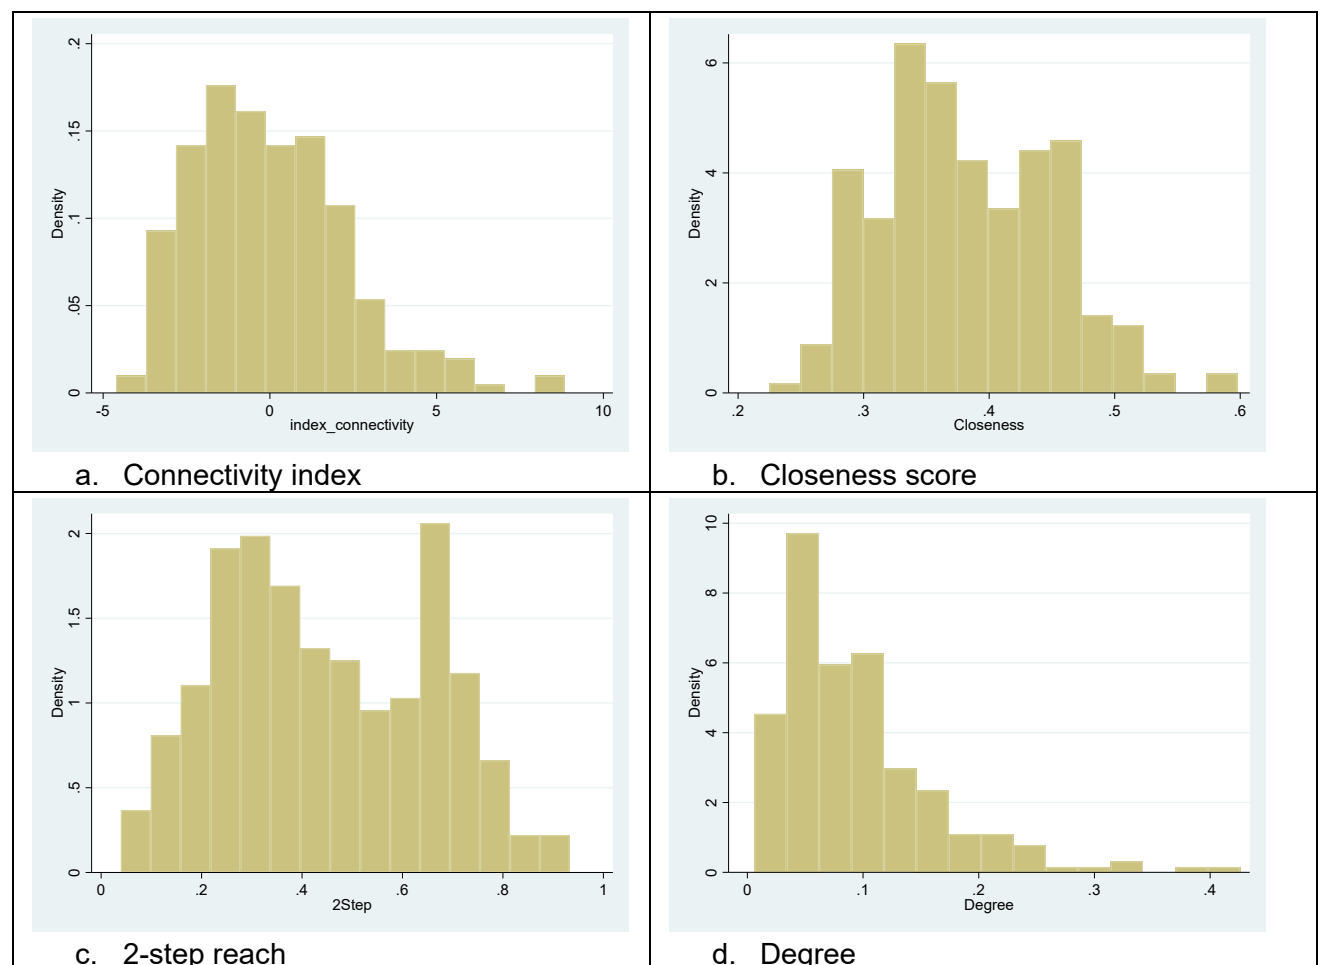 .2
.15
.1
.05
0
Density
-5 0 5 10
index_connectivity
a. Connectivity index
6
4
2
0
Density
.2 .3 .4 .5 .6
Closeness
b. Closeness score
2
1.5
1
.5
0
Density
0 .2 .4 .6 .8 1
2Step
c. 2-step reach
10
8
6
4
2
0
Density
0 .1 .2 .3 .4
Degree
d. Degree